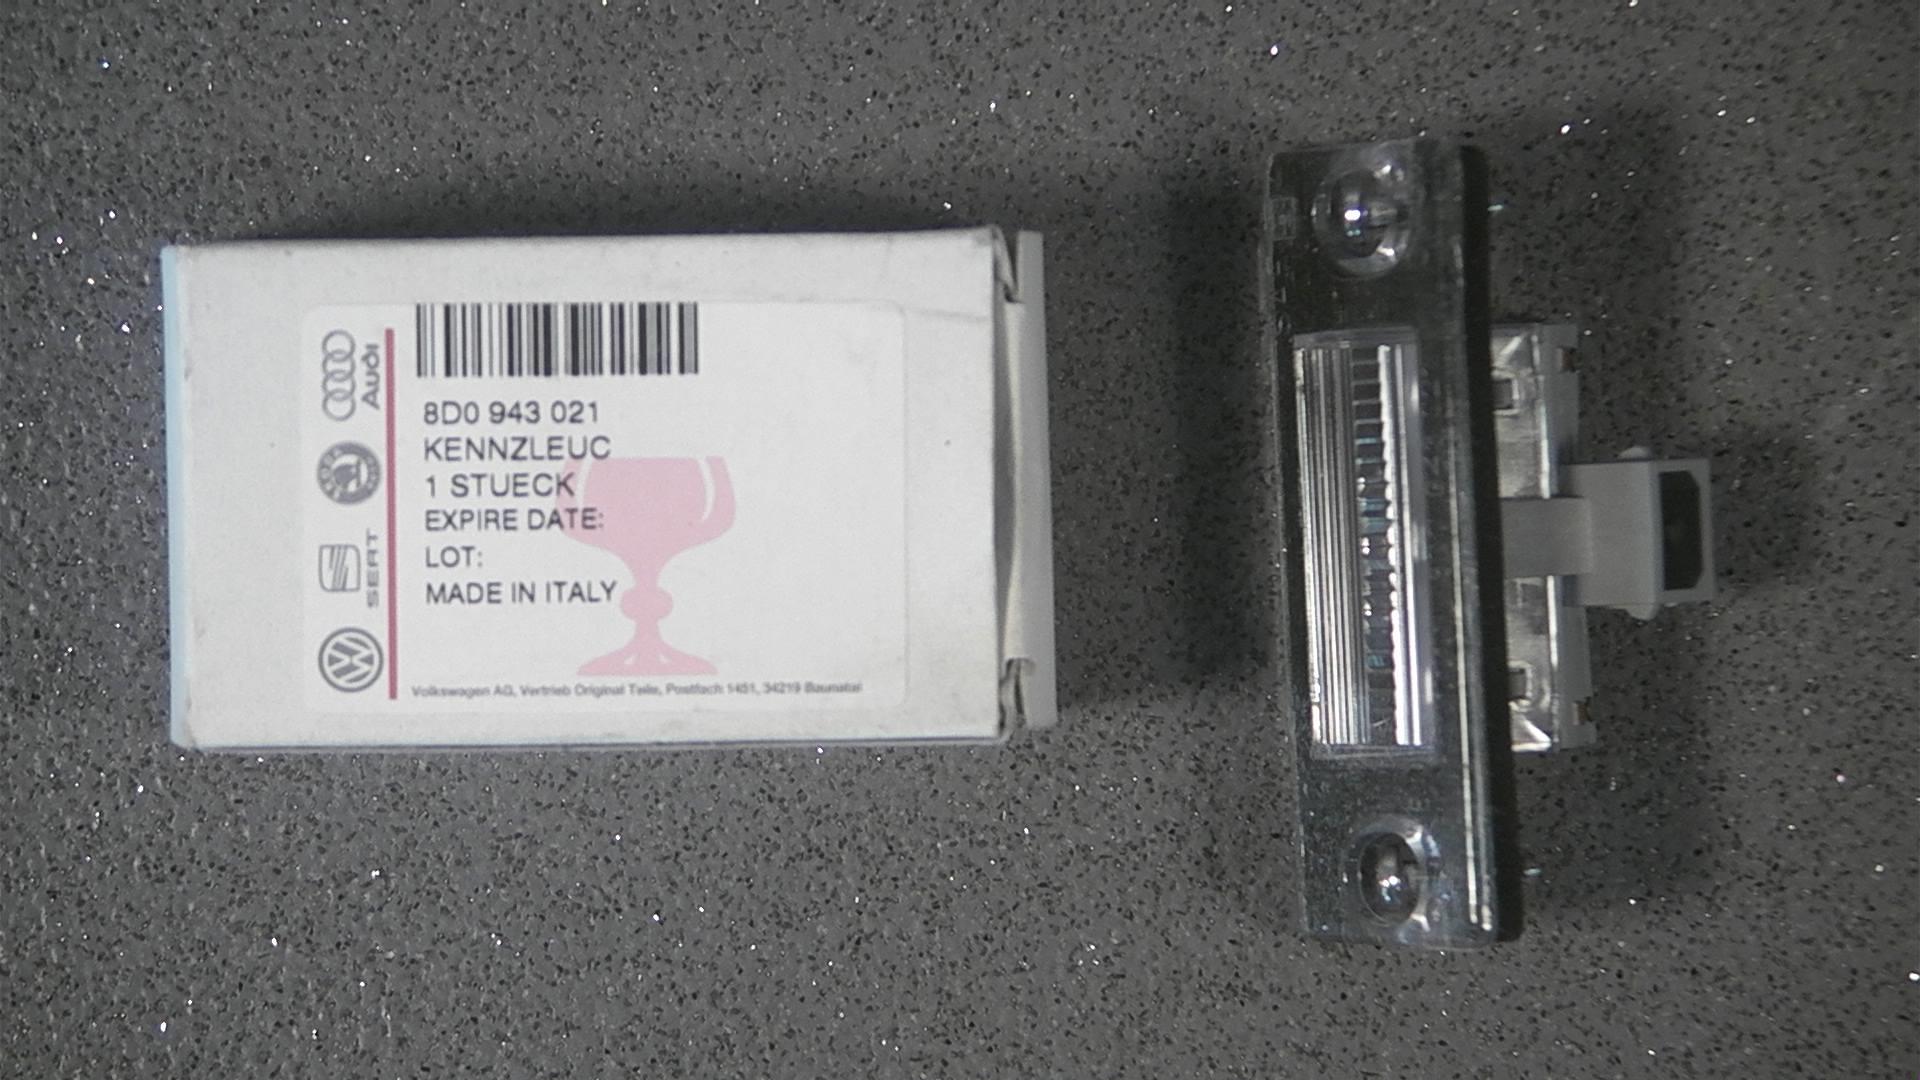 8D0 943 021
KENNZLEUC
1 STUECK
EXPIRE DATE:
LOT:
MADE IN ITALY
Volkswagen AG, Vertrieb Original Teile, Postfach 1451, 34219 Baunatal
Audi
SEAT